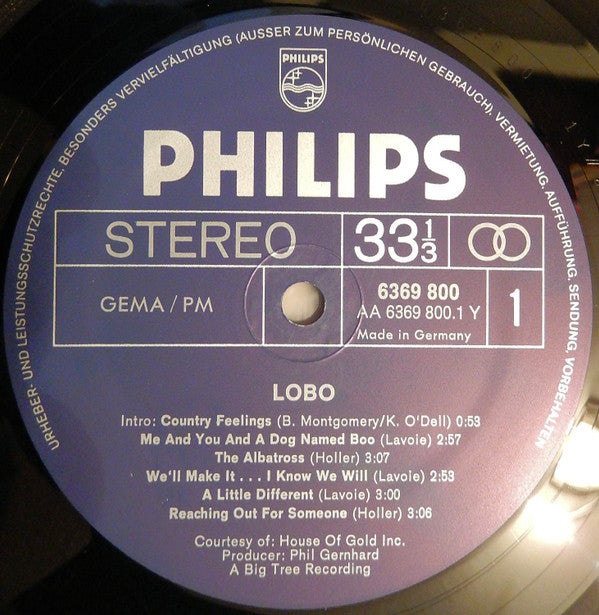 URHEBER- UND LEISTUNGSSCHUTZRECHTE, BESONDERS VERVIELFÄLTIGUNG (AUSSER ZUM PERSÖNLICHEN GEBRAUCH), VERMIETUNG, AUFFÜHRUNG, SENDUNG, VORBEHALTEN
PHILIPS
PHILIPS
STEREO 33 1/3
GEMA / PM
6369 800
AA 6369 800.1 Y
Made in Germany
1
LOBO
Intro: Country Feelings (B. Montgomery/K. O'Dell) 0:53
Me And You And A Dog Named Boo (Lavoie) 2:57
The Albatross (Holler) 3:07
We'll Make It . . . I Know We Will (Lavoie) 2:53
A Little Different (Lavoie) 3:00
Reaching Out For Someone (Holler) 3:06
Courtesy of: House Of Gold Inc.
Producer: Phil Gernhard
A Big Tree Recording